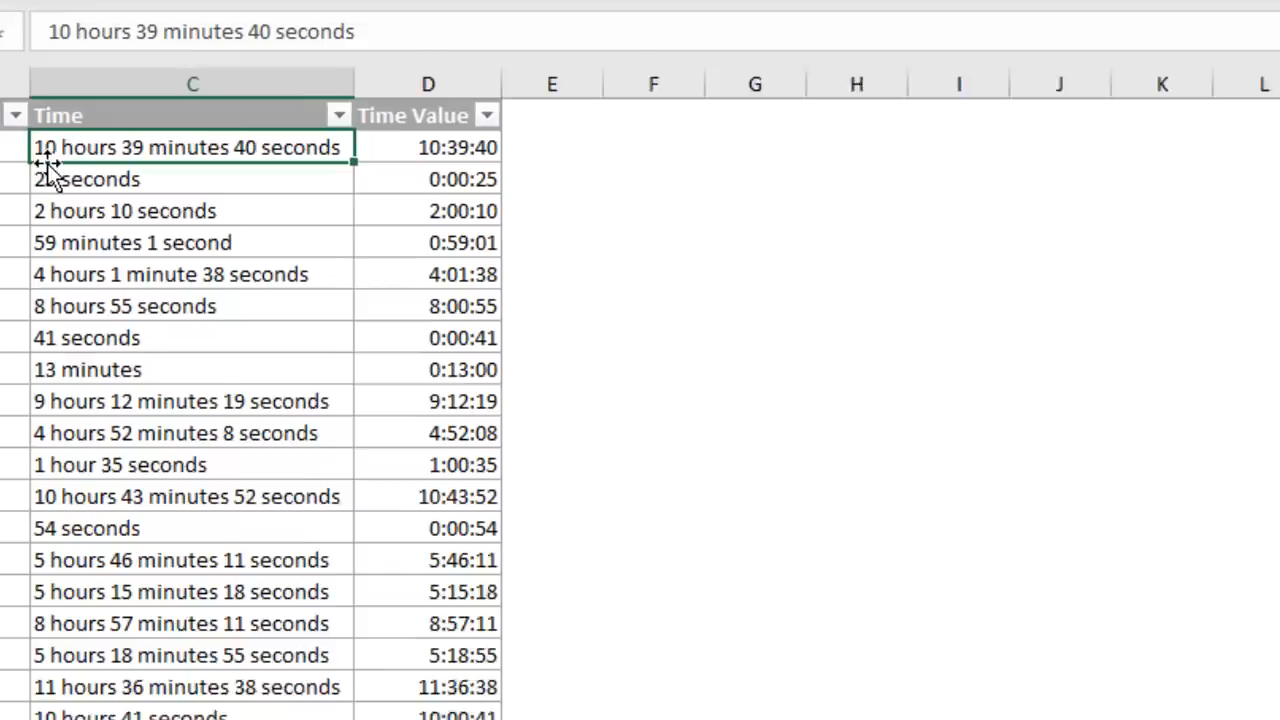 10 hours 39 minutes 40 seconds
C D E F G H I J K L
Time Time Value
10 hours 39 minutes 40 seconds 10:39:40
seconds 0:00:25
2 hours 10 seconds 2:00:10
59 minutes 1 second 0:59:01
4 hours 1 minute 38 seconds 4:01:38
8 hours 55 seconds 8:00:55
41 seconds 0:00:41
13 minutes 0:13:00
9 hours 12 minutes 19 seconds 9:12:19
4 hours 52 minutes 8 seconds 4:52:08
1 hour 35 seconds 1:00:35
10 hours 43 minutes 52 seconds 10:43:52
54 seconds 0:00:54
5 hours 46 minutes 11 seconds 5:46:11
5 hours 15 minutes 18 seconds 5:15:18
8 hours 57 minutes 11 seconds 8:57:11
5 hours 18 minutes 55 seconds 5:18:55
11 hours 36 minutes 38 seconds 11:36:38
10 hours 41 seconds 10:00:41